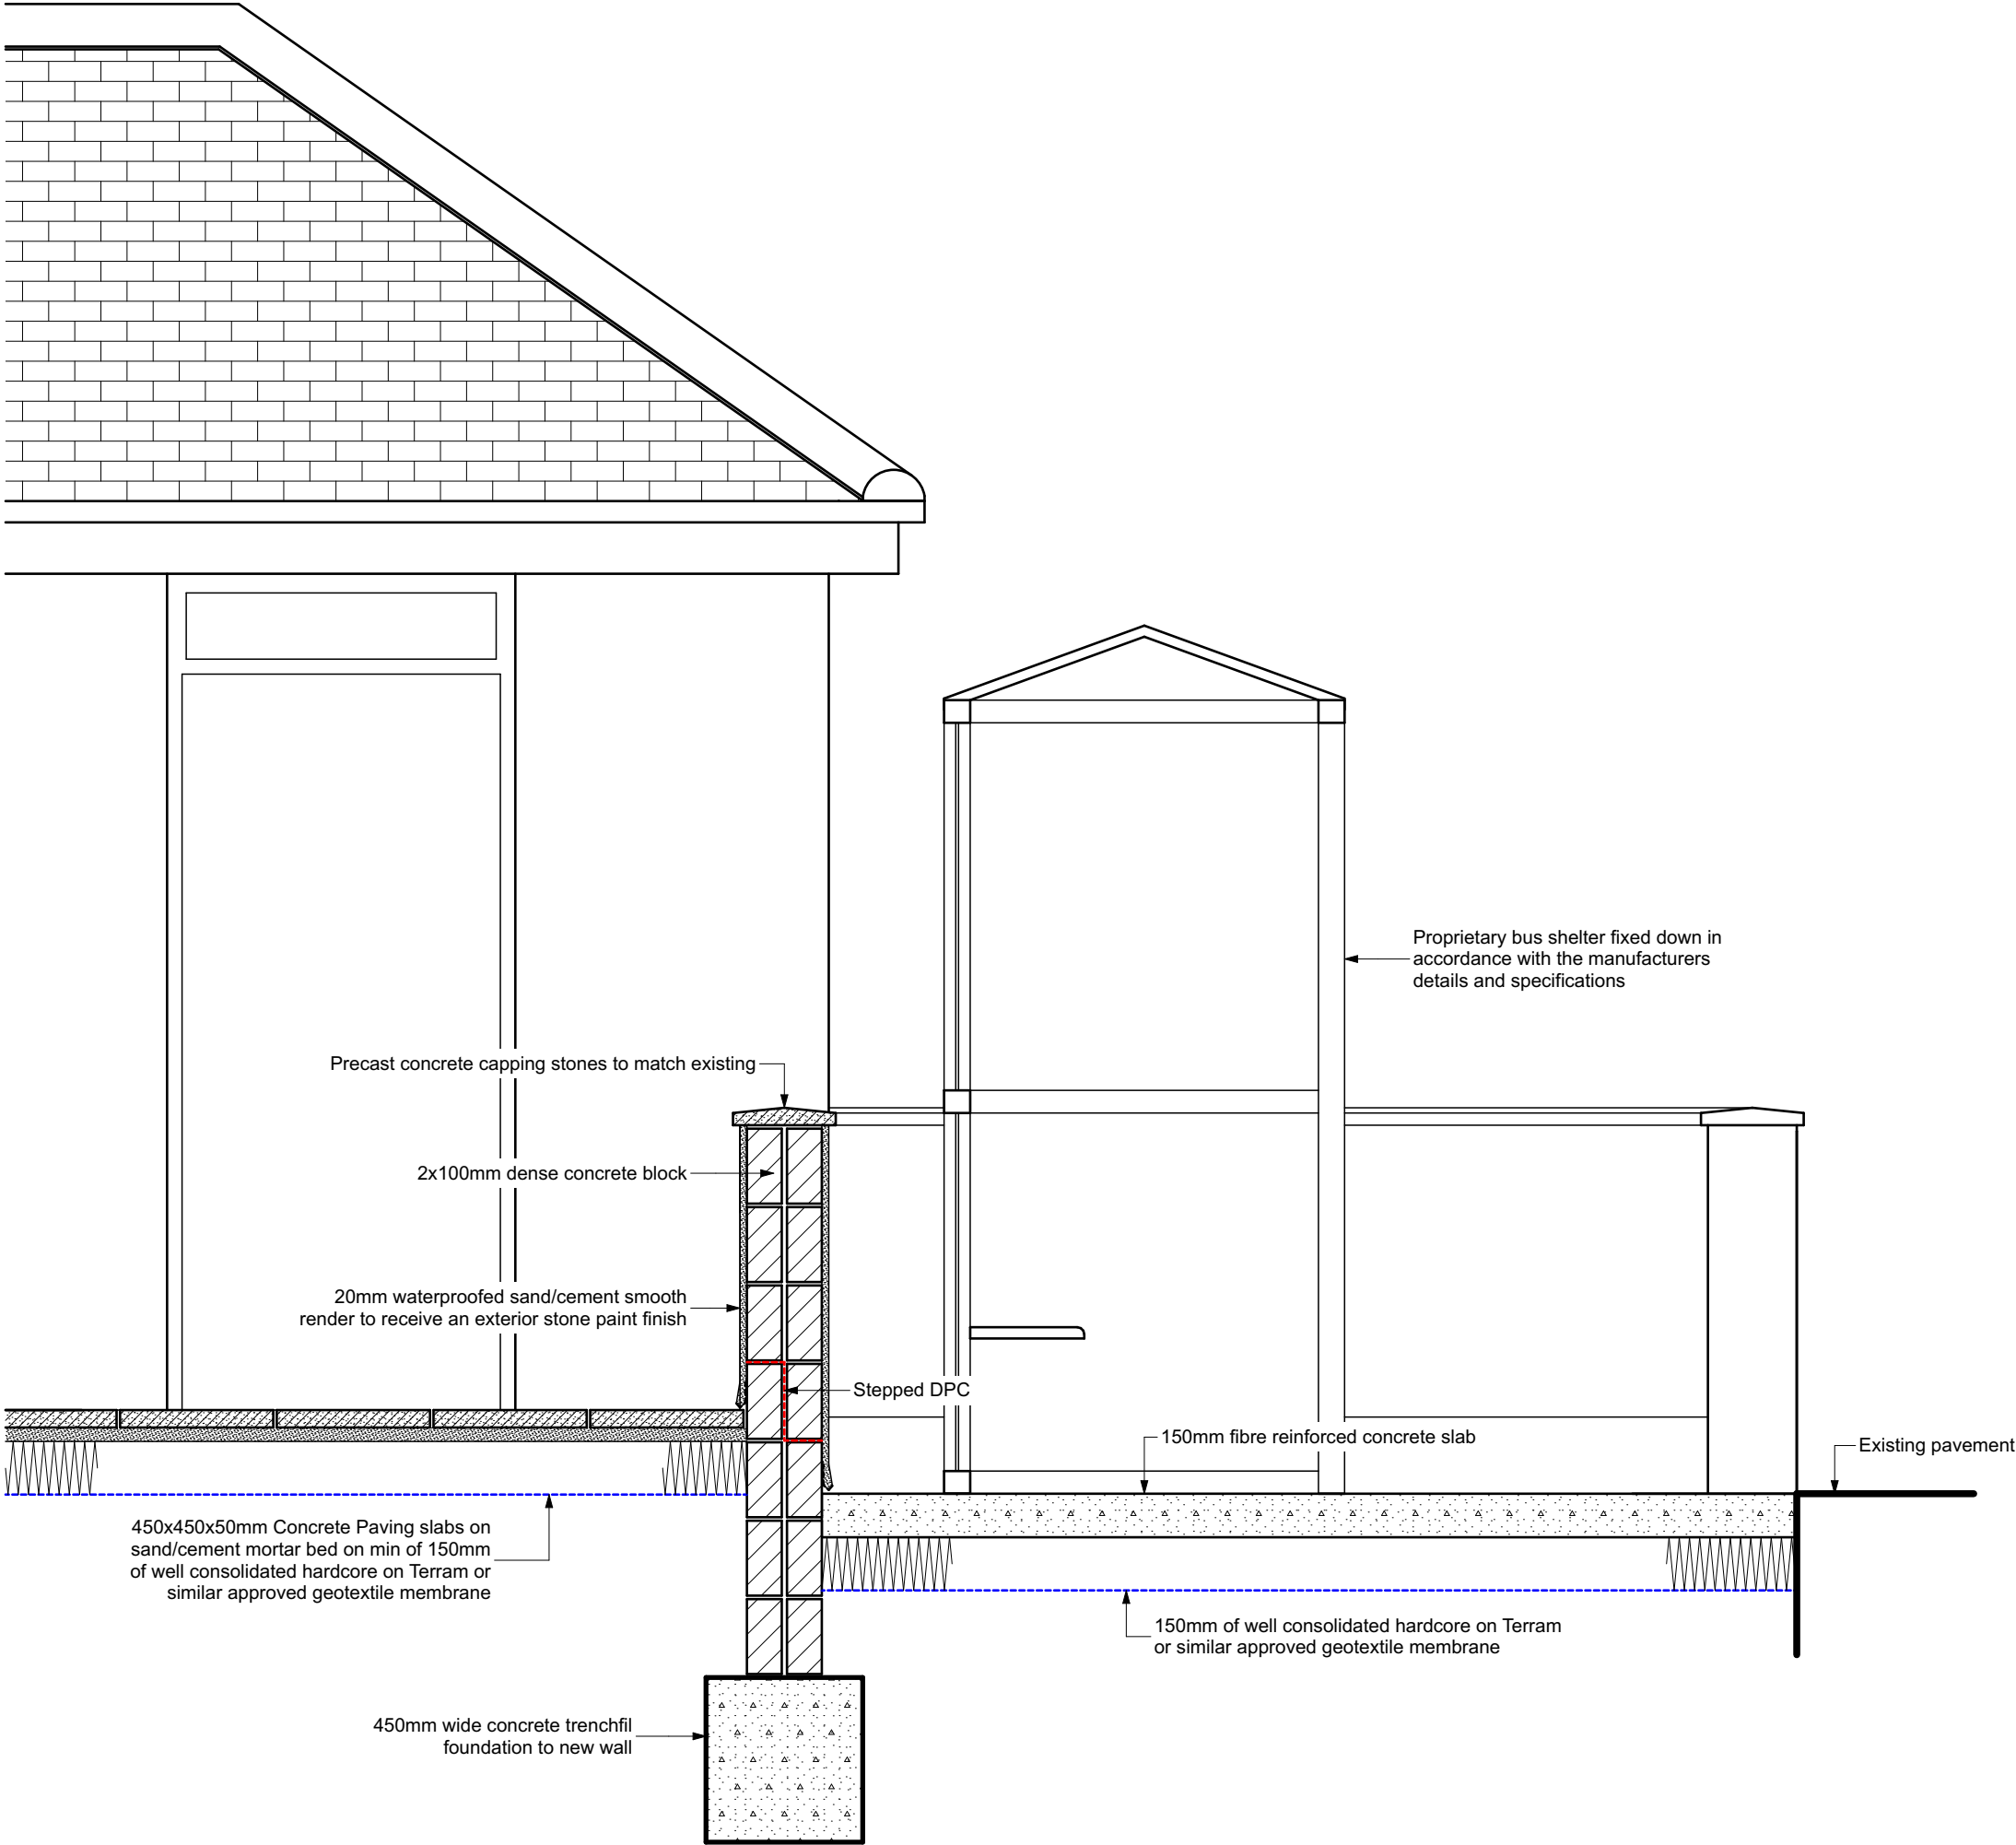 Proprietary bus shelter fixed down in
accordance with the manufacturers
details and specifications
Precast concrete capping stones to match existing
2x100mm dense concrete block
20mm waterproofed sand/cement smooth
render to receive an exterior stone paint finish
Stepped DPC
150mm fibre reinforced concrete slab
Existing pavement
450x450x50mm Concrete Paving slabs on
sand/cement mortar bed on min of 150mm
of well consolidated hardcore on Terram or
similar approved geotextile membrane
150mm of well consolidated hardcore on Terram
or similar approved geotextile membrane
450mm wide concrete trenchfil
foundation to new wall